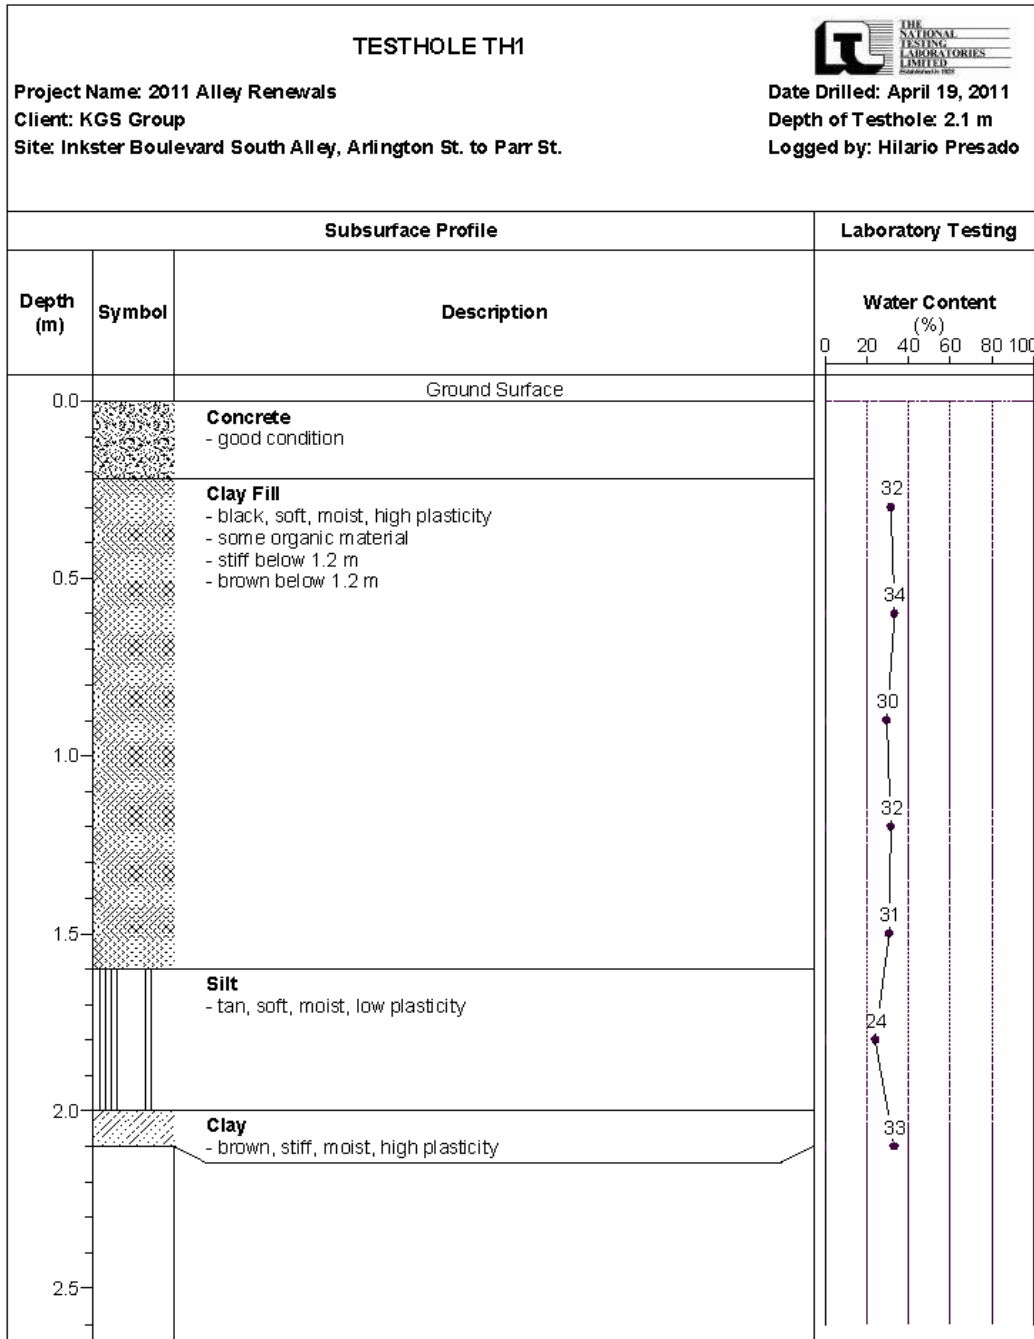 TESTHOLE TH1
THE
NATIONAL
TESTING
LABORATORIES
LIMITED
Established in 1923
Project Name: 2011 Alley Renewals
Date Drilled: April 19, 2011
Client: KGS Group
Depth of Testhole: 2.1 m
Site: Inkster Boulevard South Alley, Arlington St. to Parr St.
Logged by: Hilario Presado
Subsurface Profile
Laboratory Testing
Depth
(m)
Symbol
Description
Water Content
(%)
0 20 40 60 80 100
Ground Surface
0.0
Concrete
- good condition
Clay Fill
- black, soft, moist, high plasticity
- some organic material
- stiff below 1.2 m
- brown below 1.2 m
32
0.5
34
30
1.0
32
31
1.5
Silt
- tan, soft, moist, low plasticity
24
2.0
Clay
- brown, stiff, moist, high plasticity
33
2.5